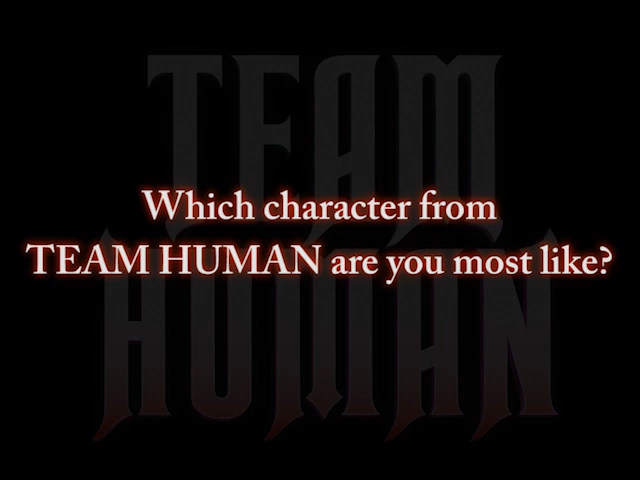 TEAM
Which character from
TEAM HUMAN are you most like?
HUMAN